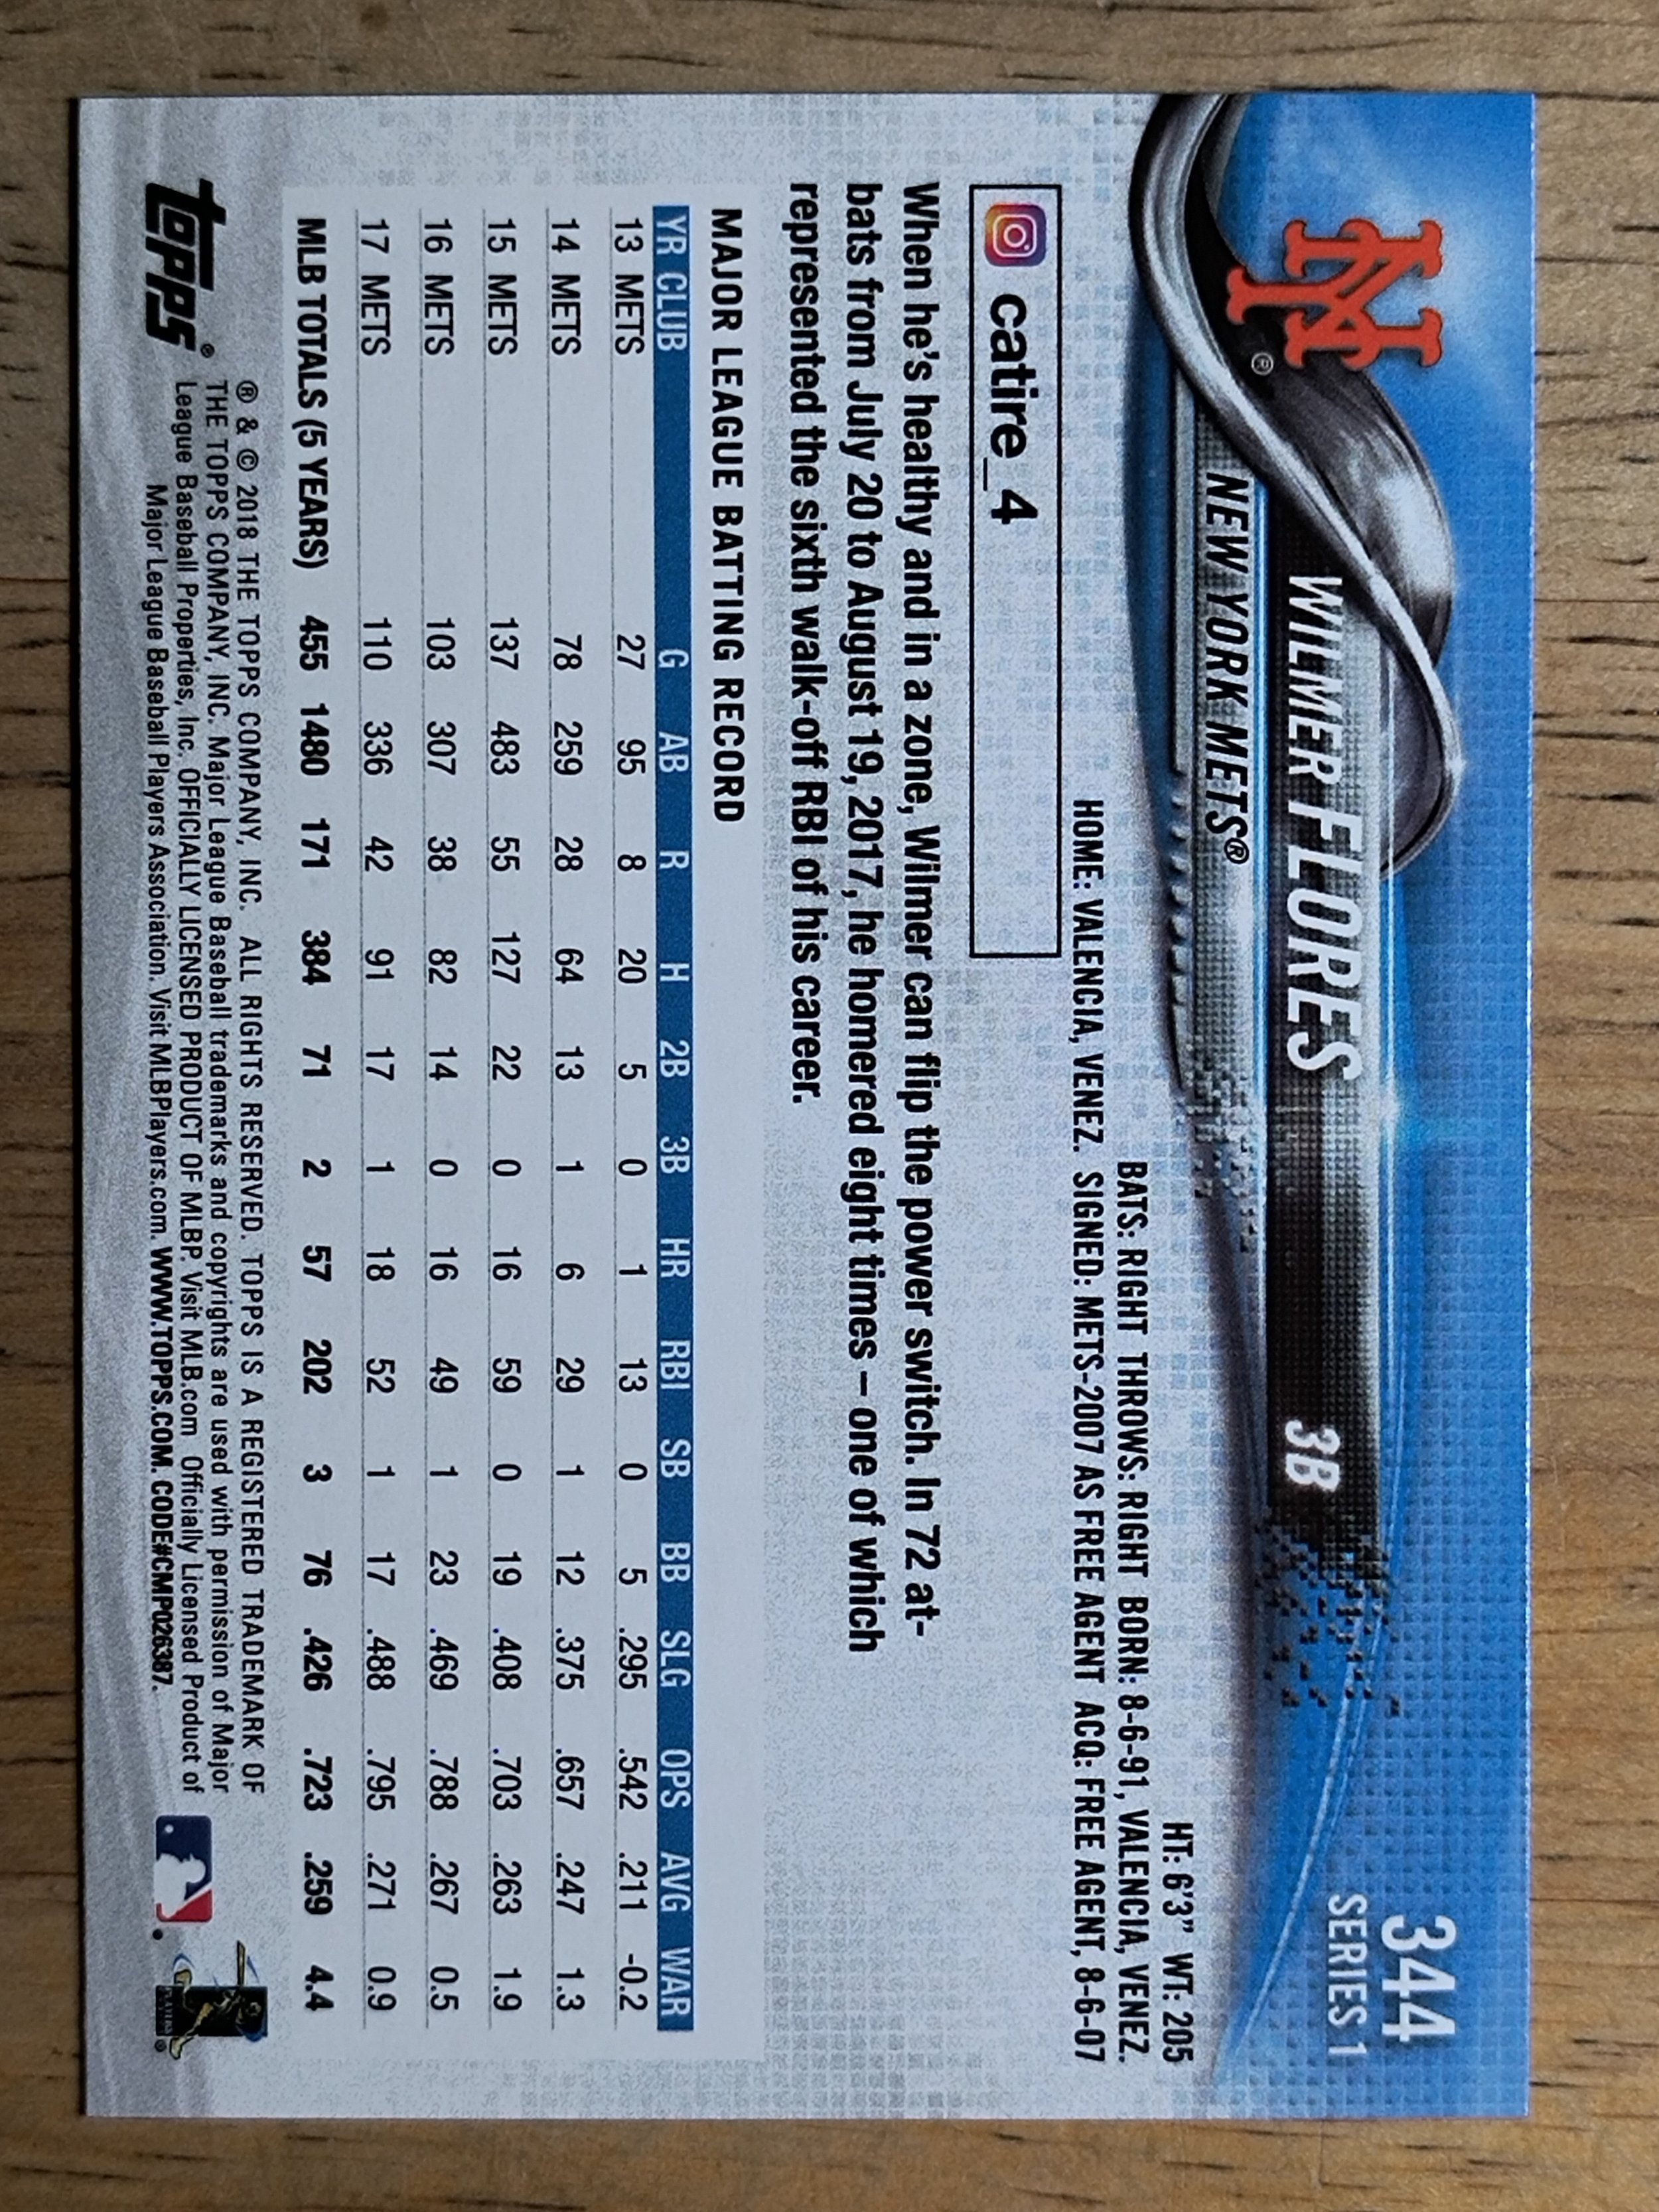 344
SERIES 1
NY
®
WILMER FLORES 3B
NEW YORK METS®
HT: 6'3" WT: 205
BATS: RIGHT THROWS: RIGHT BORN: 8-6-91, VALENCIA, VENEZ.
HOME: VALENCIA, VENEZ. SIGNED: METS-2007 AS FREE AGENT ACQ: FREE AGENT, 8-6-07
catire_4
When he's healthy and in a zone, Wilmer can flip the power switch. In 72 at-
bats from July 20 to August 19, 2017, he homered eight times – one of which
represented the sixth walk-off RBI of his career.
MAJOR LEAGUE BATTING RECORD
YR CLUB G AB R H 2B 3B HR RBI SB BB SLG OPS AVG WAR
13 METS 27 95 8 20 5 0 1 13 0 5 .295 .542 .211 -0.2
14 METS 78 259 28 64 13 1 6 29 1 12 .375 .657 .247 1.3
15 METS 137 483 55 127 22 0 16 59 0 19 .408 .703 .263 1.9
16 METS 103 307 38 82 14 0 16 49 1 23 .469 .788 .267 0.5
17 METS 110 336 42 91 17 1 18 52 1 17 .488 .795 .271 0.9
MLB TOTALS (5 YEARS) 455 1480 171 384 71 2 57 202 3 76 .426 .723 .259 4.4
topps®
® & © 2018 THE TOPPS COMPANY, INC. ALL RIGHTS RESERVED. TOPPS IS A REGISTERED TRADEMARK OF
THE TOPPS COMPANY, INC. Major League Baseball trademarks and copyrights are used with permission of Major
League Baseball Properties, Inc. OFFICIALLY LICENSED PRODUCT OF MLBP. Visit MLB.com Officially Licensed Product of
Major League Baseball Players Association. Visit MLBPlayers.com. WWW.TOPPS.COM. CODE#CMP026387.
PLAYERS